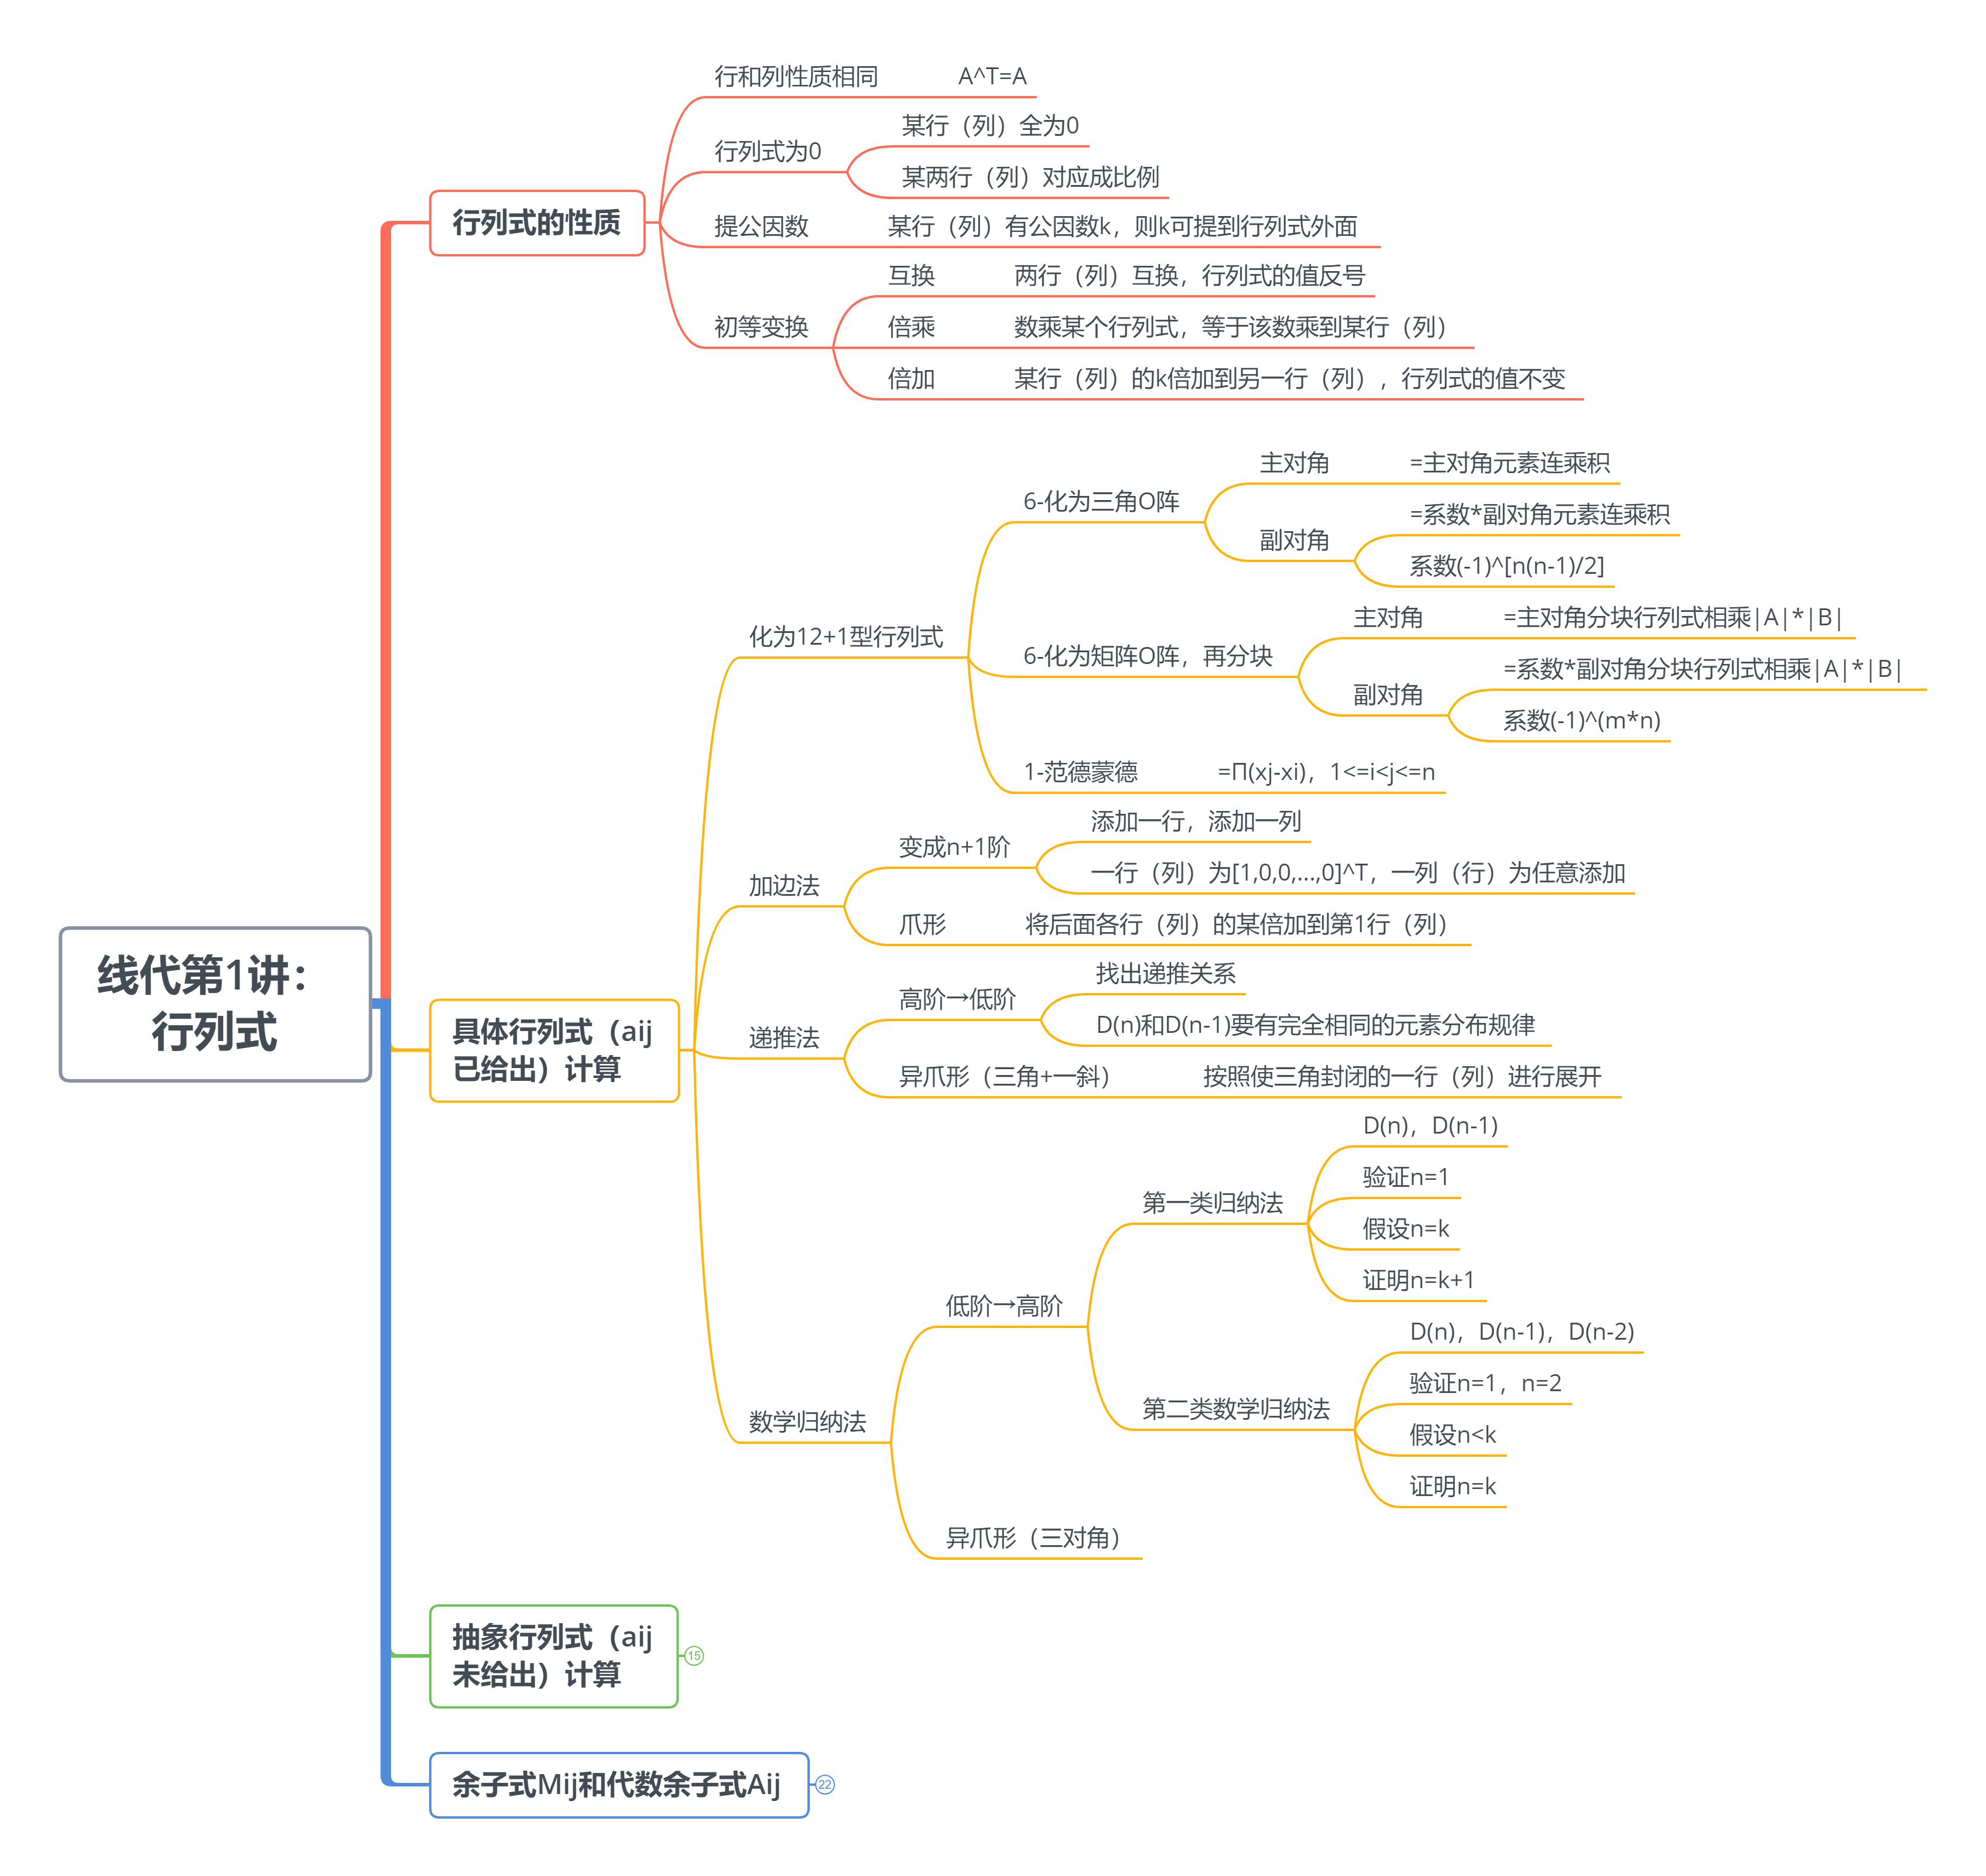 线代第1讲：
行列式
行列式的性质
行和列性质相同
A^T=A
行列式为0
某行（列）全为0
某两行（列）对应成比例
提公因数
某行（列）有公因数k，则k可提到行列式外面
初等变换
互换
两行（列）互换，行列式的值反号
倍乘
数乘某个行列式，等于该数乘到某行（列）
倍加
某行（列）的k倍加到另一行（列），行列式的值不变
具体行列式（aij
已给出）计算
化为12+1型行列式
6-化为三角O阵
主对角
=主对角元素连乘积
副对角
=系数*副对角元素连乘积
系数(-1)^[n(n-1)/2]
6-化为矩阵O阵，再分块
主对角
=主对角分块行列式相乘|A|*|B|
副对角
=系数*副对角分块行列式相乘|A|*|B|
系数(-1)^(m*n)
1-范德蒙德
=Π(xj-xi)，1<=i<j<=n
加边法
变成n+1阶
添加一行，添加一列
一行（列）为[1,0,0,...,0]^T，一列（行）为任意添加
爪形
将后面各行（列）的某倍加到第1行（列）
递推法
高阶→低阶
找出递推关系
D(n)和D(n-1)要有完全相同的元素分布规律
异爪形（三角+一斜）
按照使三角封闭的一行（列）进行展开
数学归纳法
低阶→高阶
第一类归纳法
D(n)，D(n-1)
验证n=1
假设n=k
证明n=k+1
第二类数学归纳法
D(n)，D(n-1)，D(n-2)
验证n=1，n=2
假设n<k
证明n=k
异爪形（三对角）
抽象行列式（aij
未给出）计算
15
余子式Mij和代数余子式Aij
22